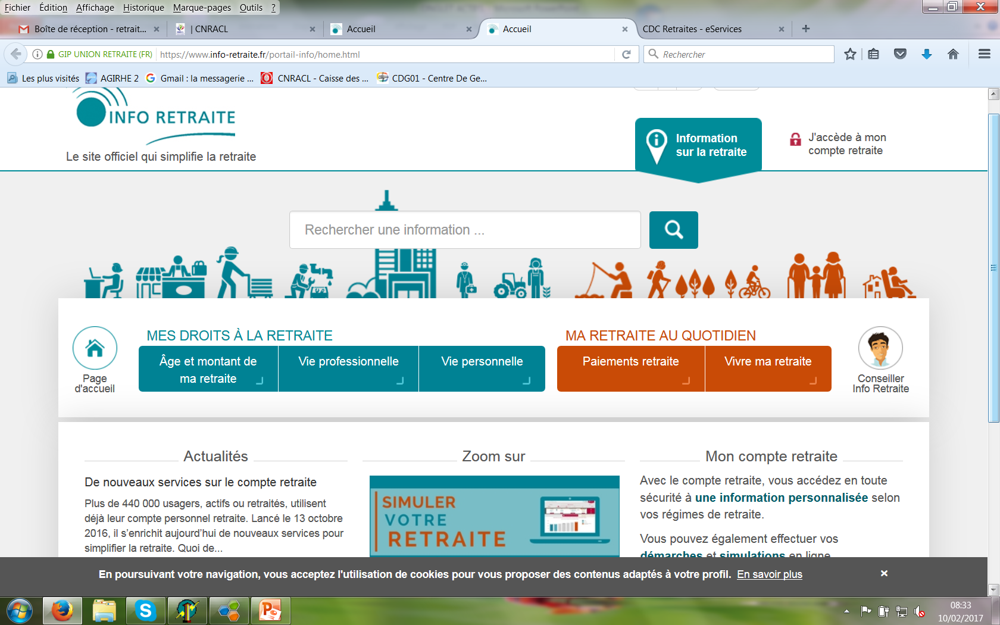 Fichier Édition Affichage Historique Marque-pages Outils ?
Boîte de réception - retrait... | CNRACL Accueil Accueil CDC Retraites - eServices
GIP UNION RETRAITE (FR) https://www.info-retraite.fr/portail-info/home.html Rechercher
Les plus visités AGIRHE 2 Gmail : la messagerie ... CNRACL - Caisse des ... CDG01 - Centre De Ge...
INFO RETRAITE
Le site officiel qui simplifie la retraite
Information
sur la retraite
J'accède à mon
compte retraite
Rechercher une information ...
Page
d'accueil
MES DROITS À LA RETRAITE
Âge et montant de
ma retraite
Vie professionnelle
Vie personnelle
MA RETRAITE AU QUOTIDIEN
Paiements retraite
Vivre ma retraite
Conseiller
Info Retraite
Actualités
De nouveaux services sur le compte retraite
Plus de 440 000 usagers, actifs ou retraités, utilisent
déjà leur compte personnel retraite. Lancé le 13 octobre
2016, il s’enrichit aujourd’hui de nouveaux services pour
simplifier la retraite. Quoi de...
Zoom sur
SIMULER
VOTRE
RETRAITE
Mon compte retraite
Avec le compte retraite, vous accédez en toute
sécurité à une information personnalisée selon
vos régimes de retraite.
Vous pouvez également effectuer vos
démarches et simulations en ligne
En poursuivant votre navigation, vous acceptez l'utilisation de cookies pour vous proposer des contenus adaptés à votre profil. En savoir plus
08:33
10/02/2017